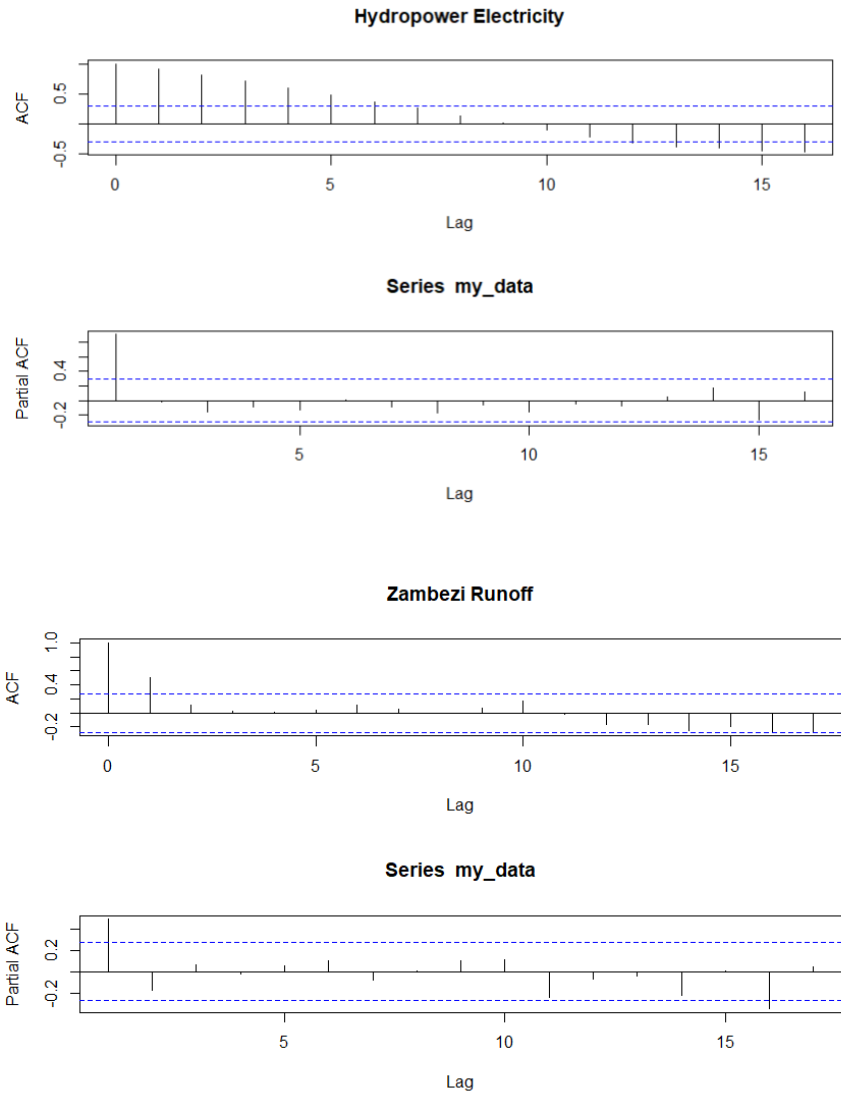 Hydropower Electricity
ACF
0.5
-0.5
0 5 10 15
Lag
Series my_data
Partial ACF
0.4
-0.2
5 10 15
Lag
Zambezi Runoff
ACF
1.0
0.4
-0.2
0 5 10 15
Lag
Series my_data
Partial ACF
0.2
-0.2
5 10 15
Lag